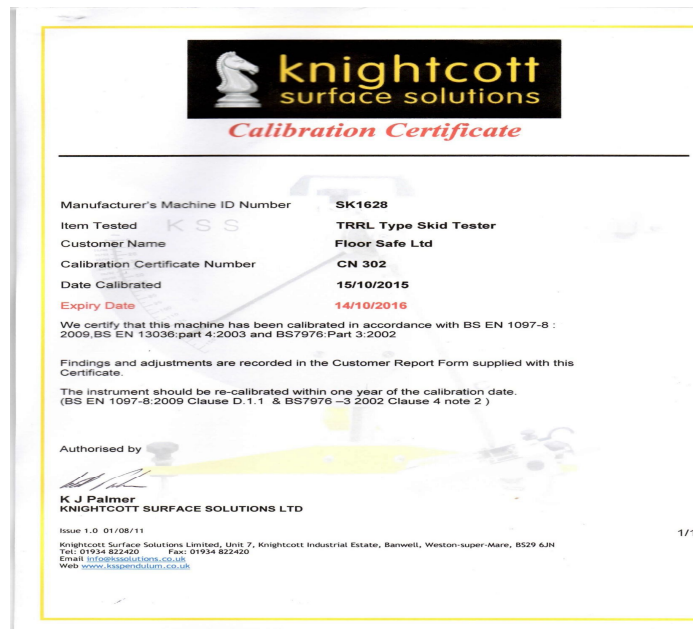 knightcott
surface solutions
Calibration Certificate
Manufacturer's Machine ID Number SK1628
Item Tested TRRL Type Skid Tester
KSS
Customer Name Floor Safe Ltd
Calibration Certificate Number CN 302
Date Calibrated 15/10/2015
Expiry Date 14/10/2016
We certify that this machine has been calibrated in accordance with BS EN 1097-8 :
2009,BS EN 13036:part 4:2003 and BS7976:Part 3:2002
Findings and adjustments are recorded in the Customer Report Form supplied with this
Certificate.
The instrument should be re-calibrated within one year of the calibration date.
(BS EN 1097-8:2009 Clause D.1.1 & BS7976 –3 2002 Clause 4 note 2 )
Authorised by
K J Palmer
KNIGHTCOTT SURFACE SOLUTIONS LTD
Issue 1.0 01/08/11
1/1
Knightcott Surface Solutions Limited, Unit 7, Knightcott Industrial Estate, Banwell, Weston-super-Mare, BS29 6JN
Tel: 01934 822420 Fax: 01934 822420
Email info@kssolutions.co.uk
Web www.ksspendulum.co.uk